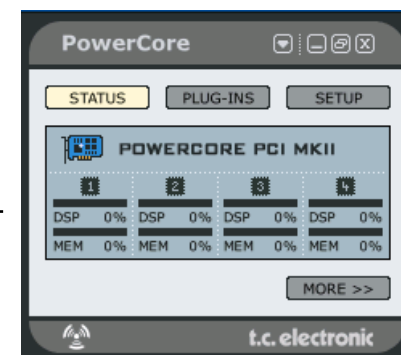 PowerCore
STATUS PLUG-INS SETUP
POWERCORE PCI MKII
1 2 3 4
DSP 0% DSP 0% DSP 0% DSP 0%
MEM 0% MEM 0% MEM 0% MEM 0%
MORE >>
t.c. electronic